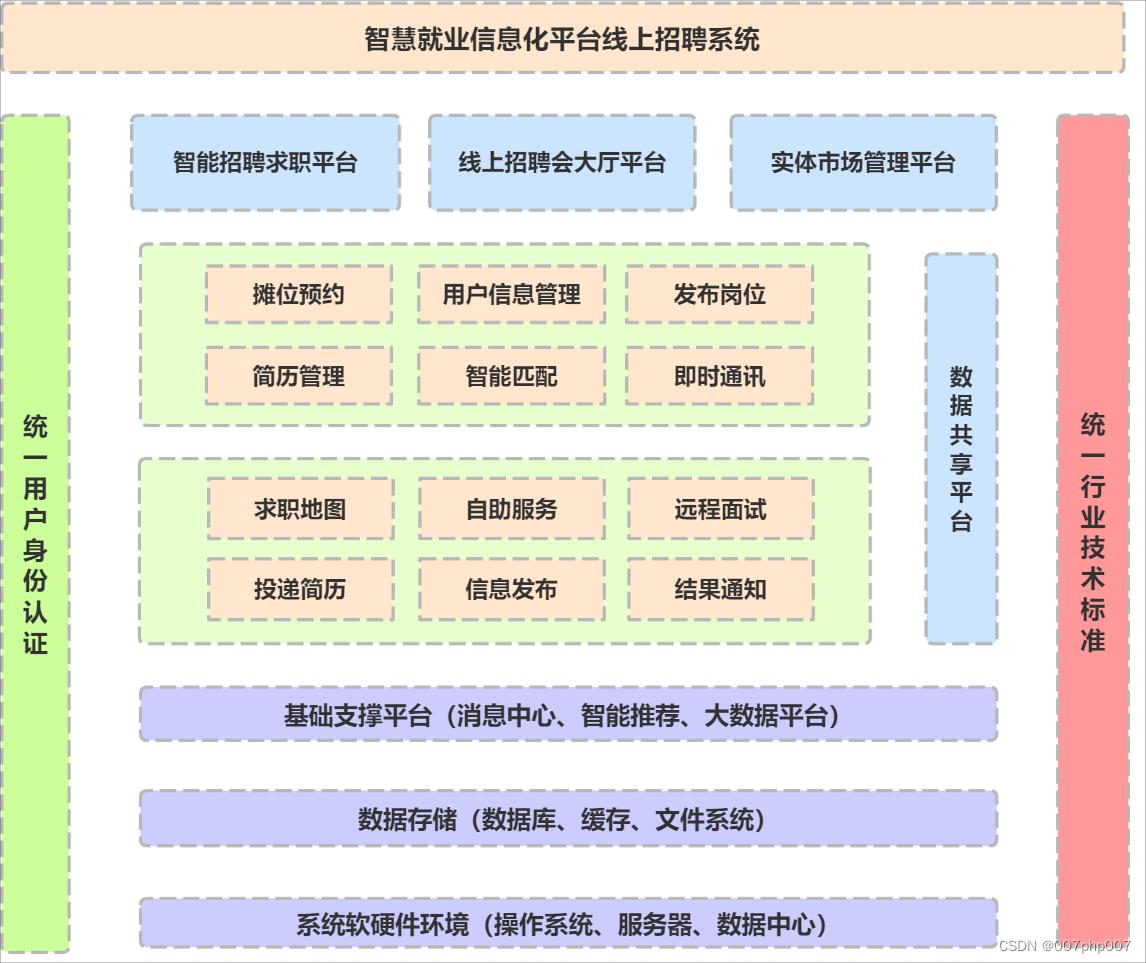 智慧就业信息化平台线上招聘系统
统一用户身份认证
智能招聘求职平台
线上招聘会大厅平台
实体市场管理平台
摊位预约
用户信息管理
发布岗位
简历管理
智能匹配
即时通讯
求职地图
自助服务
远程面试
投递简历
信息发布
结果通知
数据共享平台
统一行业技术标准
基础支撑平台（消息中心、智能推荐、大数据平台）
数据存储（数据库、缓存、文件系统）
系统软硬件环境（操作系统、服务器、数据中心）
CSDN @007php007